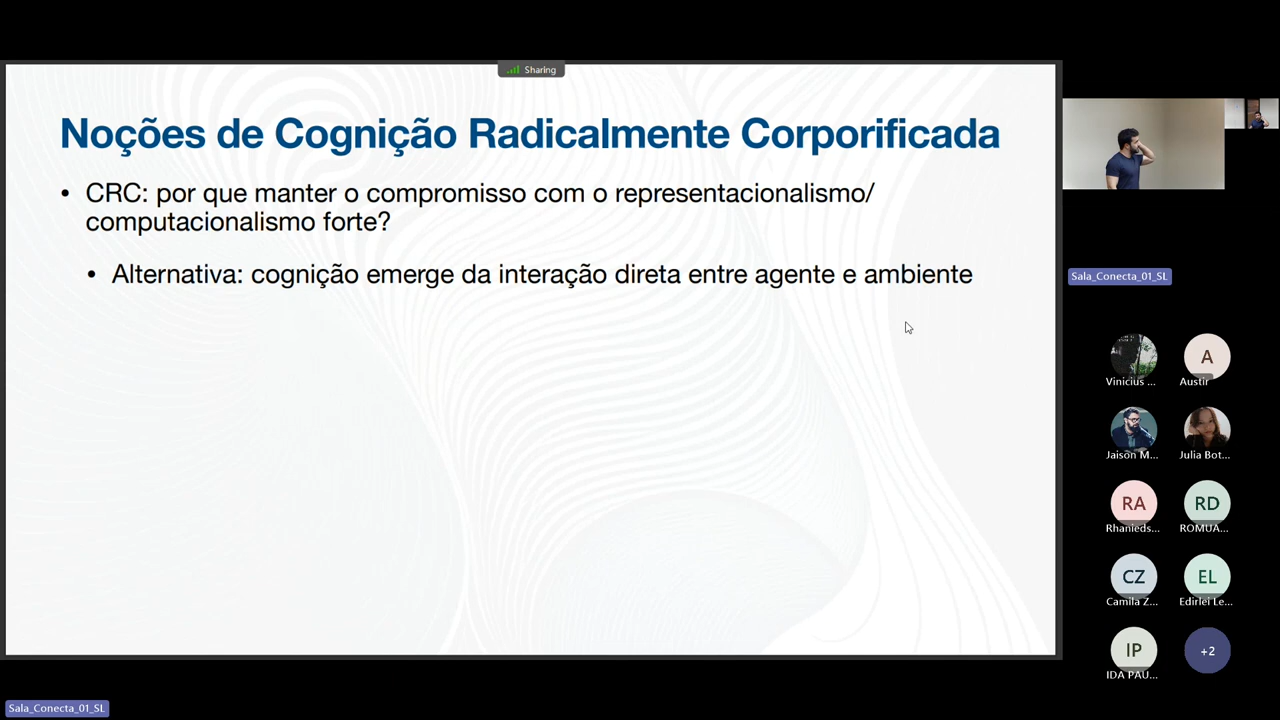 Sharing
Noções de Cognição Radicalmente Corporificada
• CRC: por que manter o compromisso com o representacionalismo/
computacionalismo forte?
• Alternativa: cognição emerge da interação direta entre agente e ambiente
Sala_Conecta_01_SL
Vinicius ...
A
Austir
Jaison M...
Julia Bot...
RA
Rhanieds...
RD
ROMUA...
CZ
Camila Z...
EL
Edirlei Le...
IP
IDA PAU...
+2
Sala_Conecta_01_SL